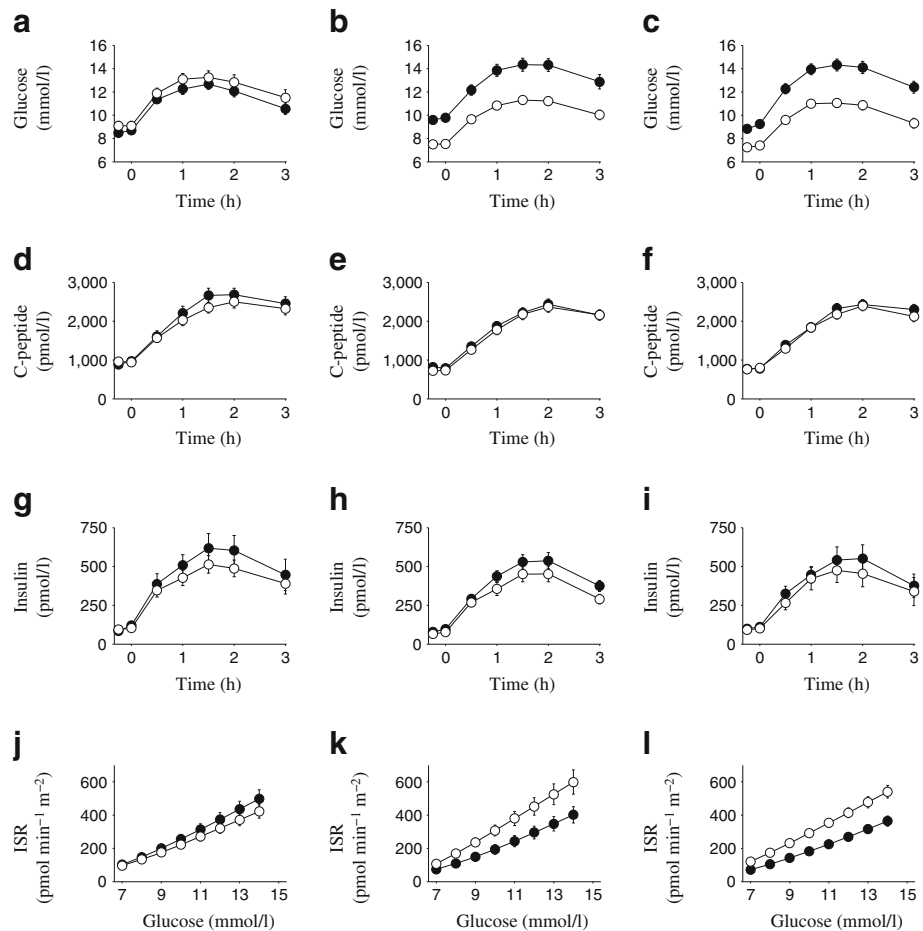 a
b
c
Glucose
(mmol/l)
16
14
12
10
8
6
0 1 2 3
Time (h)
Glucose
(mmol/l)
16
14
12
10
8
6
0 1 2 3
Time (h)
Glucose
(mmol/l)
16
14
12
10
8
6
0 1 2 3
Time (h)
d
e
f
C-peptide
(pmol/l)
3,000
2,000
1,000
0
0 1 2 3
Time (h)
C-peptide
(pmol/l)
3,000
2,000
1,000
0
0 1 2 3
Time (h)
C-peptide
(pmol/l)
3,000
2,000
1,000
0
0 1 2 3
Time (h)
g
h
i
Insulin
(pmol/l)
750
500
250
0
0 1 2 3
Time (h)
Insulin
(pmol/l)
750
500
250
0
0 1 2 3
Time (h)
Insulin
(pmol/l)
750
500
250
0
0 1 2 3
Time (h)
j
k
l
ISR
(pmol min⁻¹ m⁻²)
600
400
200
0
7 9 11 13 15
Glucose (mmol/l)
ISR
(pmol min⁻¹ m⁻²)
600
400
200
0
7 9 11 13 15
Glucose (mmol/l)
ISR
(pmol min⁻¹ m⁻²)
600
400
200
0
7 9 11 13 15
Glucose (mmol/l)